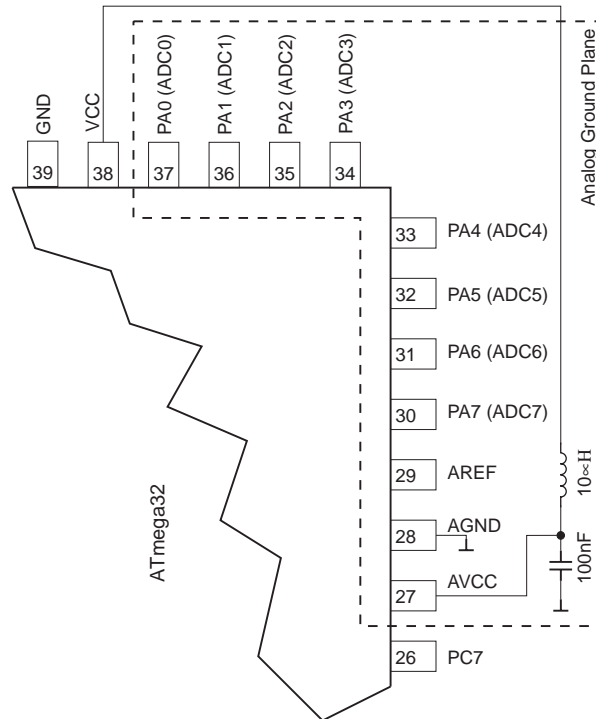 GND
VCC
PA0 (ADC0)
PA1 (ADC1)
PA2 (ADC2)
PA3 (ADC3)
Analog Ground Plane
39
38
37
36
35
34
33
PA4 (ADC4)
32
PA5 (ADC5)
31
PA6 (ADC6)
30
PA7 (ADC7)
29
AREF
10∝H
28
AGND
ATmega32
100nF
27
AVCC
26
PC7